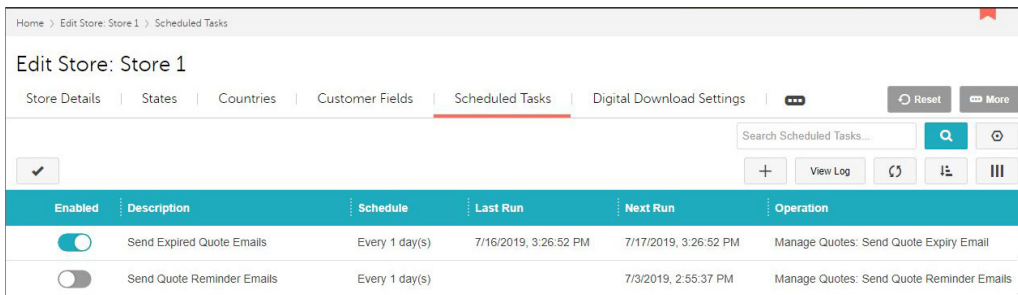 Home > Edit Store: Store 1 > Scheduled Tasks
Edit Store: Store 1
Store Details States Countries Customer Fields Scheduled Tasks Digital Download Settings Reset More
Search Scheduled Tasks...
View Log
Enabled Description Schedule Last Run Next Run Operation
Send Expired Quote Emails Every 1 day(s) 7/16/2019, 3:26:52 PM 7/17/2019, 3:26:52 PM Manage Quotes: Send Quote Expiry Email
Send Quote Reminder Emails Every 1 day(s) 7/3/2019, 2:55:37 PM Manage Quotes: Send Quote Reminder Emails